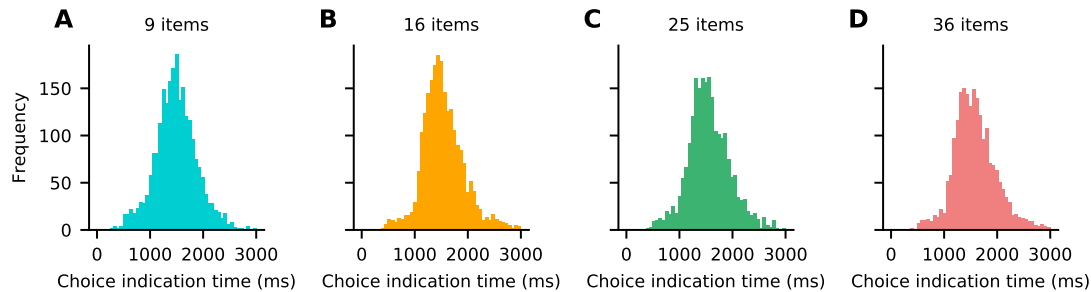 A 9 items
B 16 items
C 25 items
D 36 items
Frequency
150
100
50
0
0 1000 2000 3000
0 1000 2000 3000
0 1000 2000 3000
0 1000 2000 3000
Choice indication time (ms)
Choice indication time (ms)
Choice indication time (ms)
Choice indication time (ms)